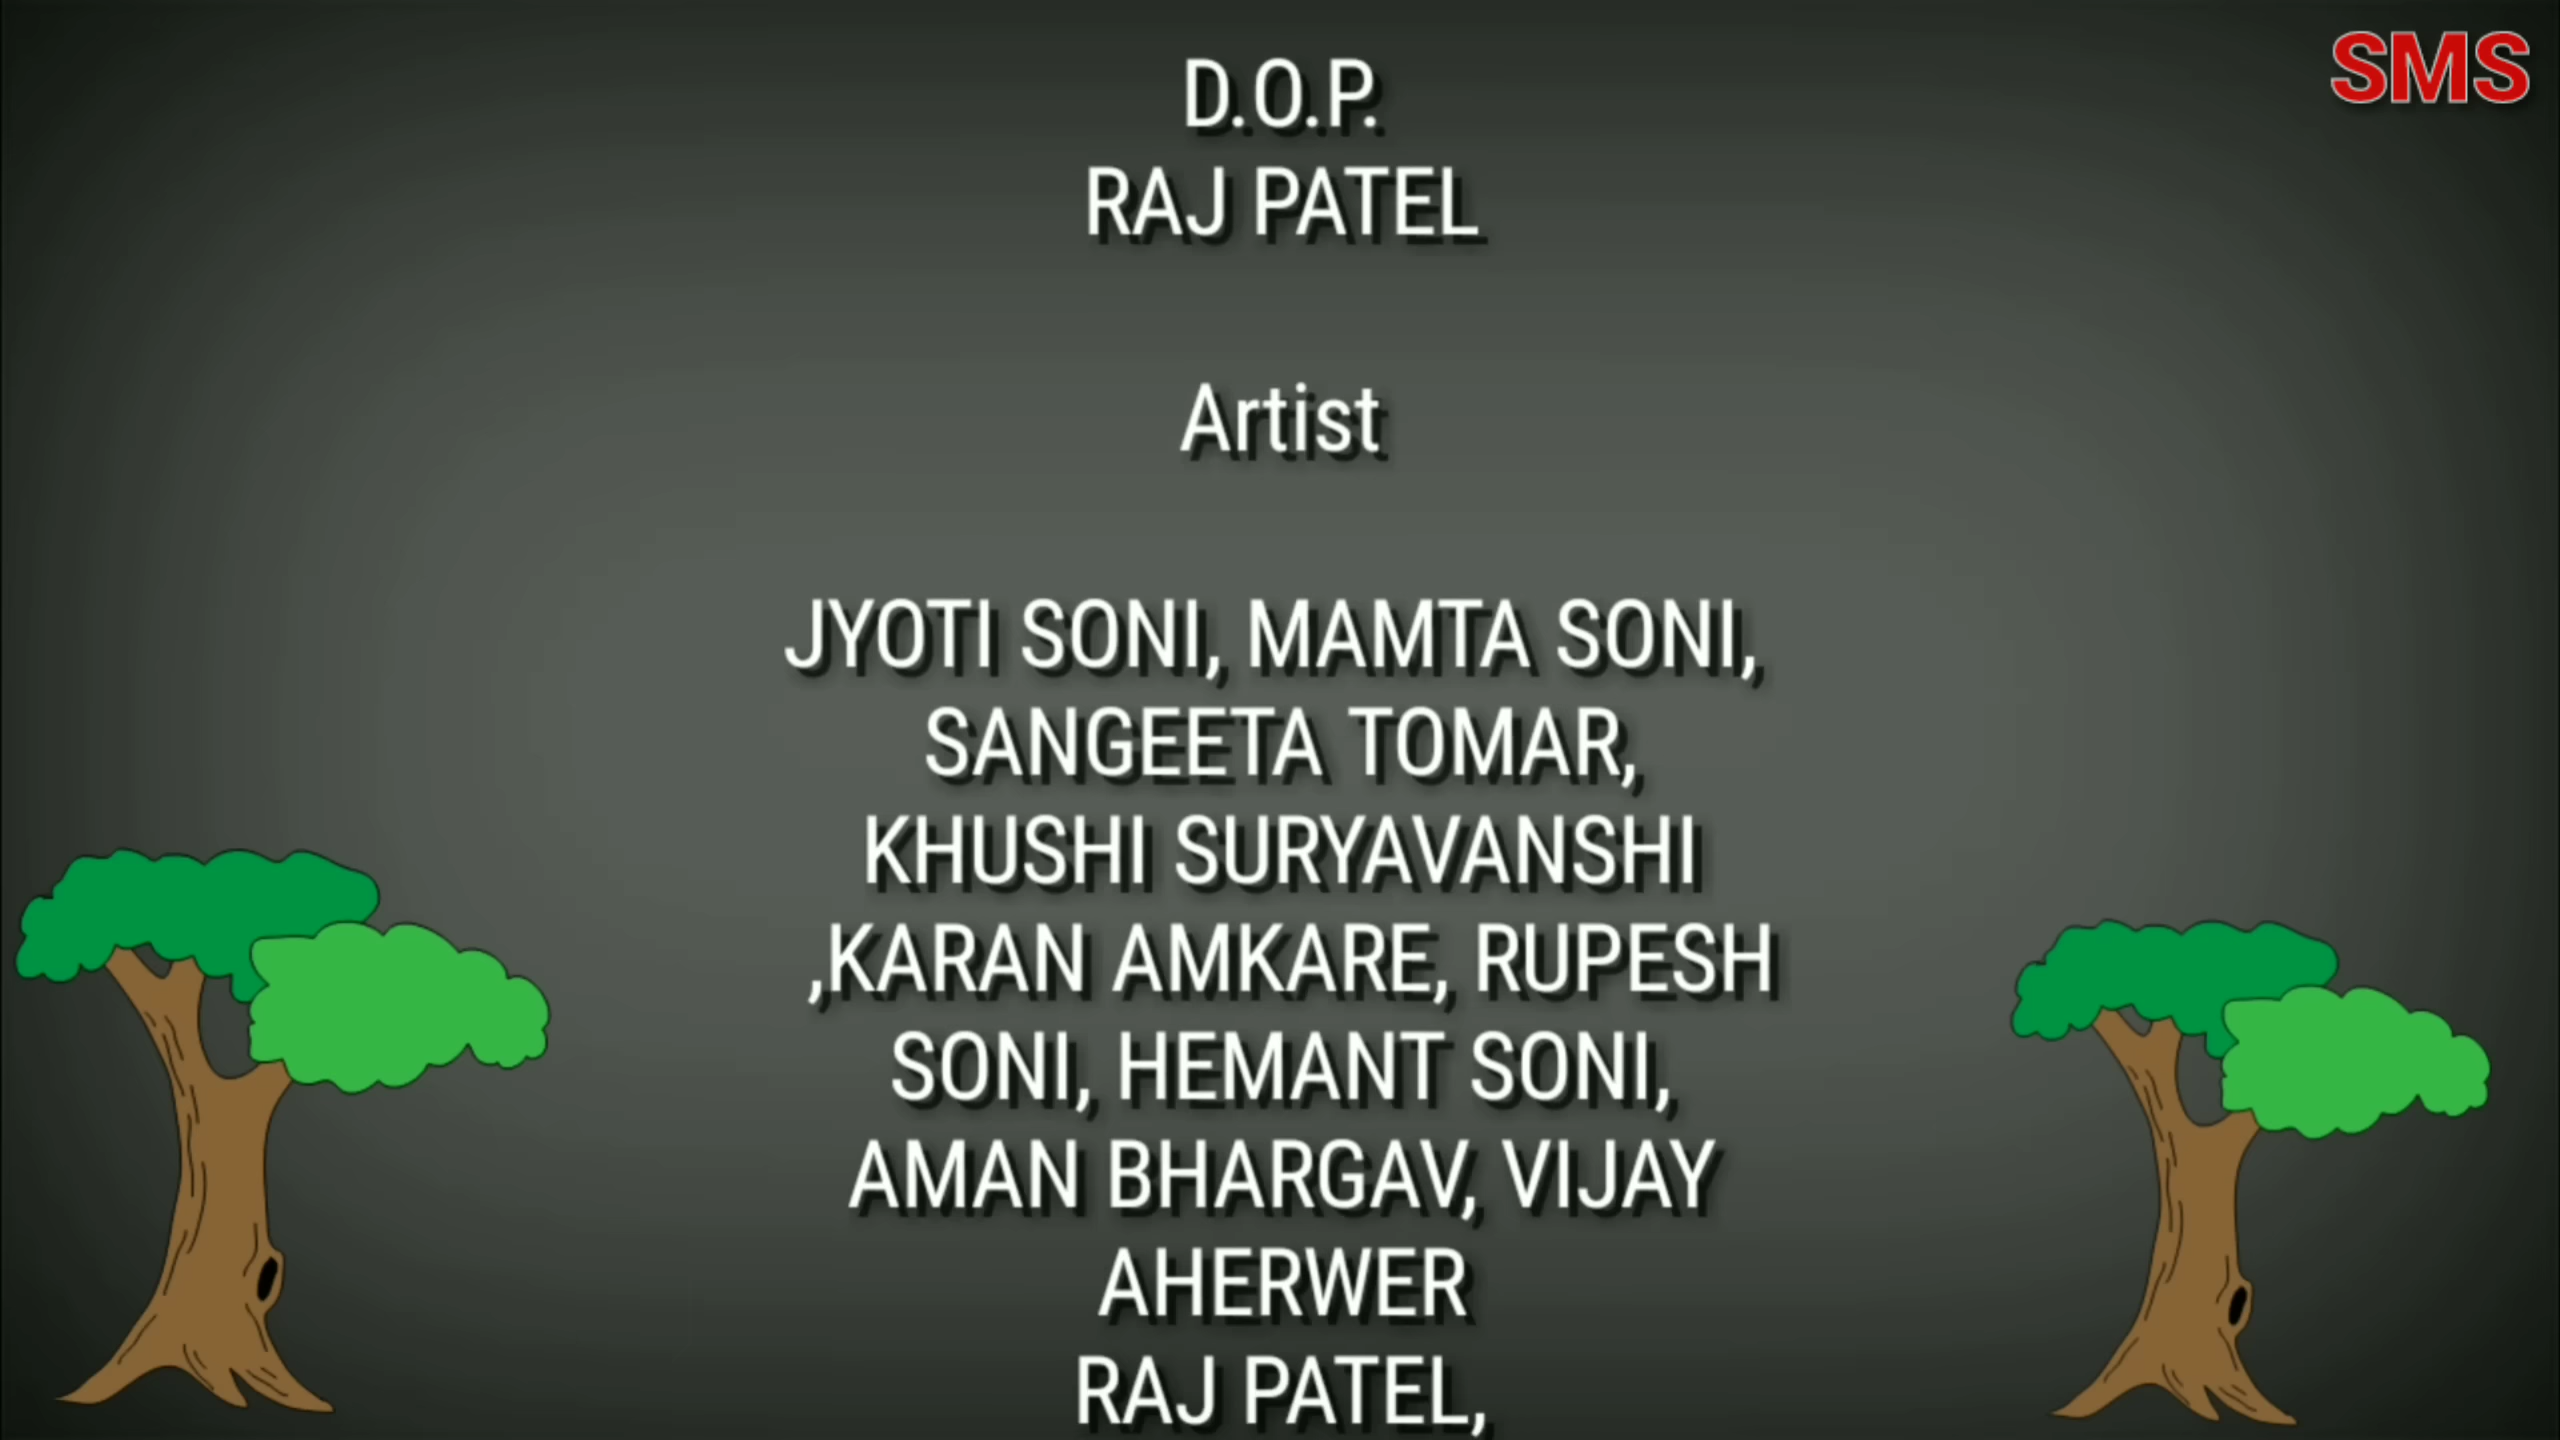 SMS
D.O.P.
RAJ PATEL
Artist
JYOTI SONI, MAMTA SONI,
SANGEETA TOMAR,
KHUSHI SURYAVANSHI
,KARAN AMKARE, RUPESH
SONI, HEMANT SONI,
AMAN BHARGAV, VIJAY
AHERWER
RAJ PATEL,